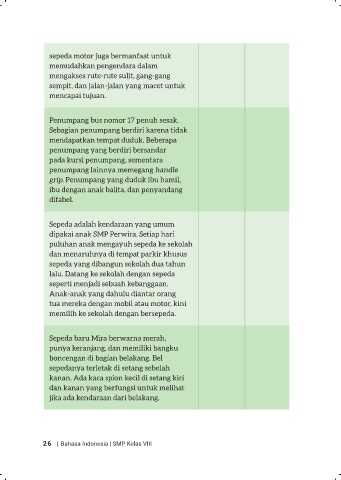 sepeda motor juga bermanfaat untuk
memudahkan pengendara dalam
mengakses rute-rute sulit, gang-gang
sempit, dan jalan-jalan yang macet untuk
mencapai tujuan.
Penumpang bus nomor 17 penuh sesak.
Sebagian penumpang berdiri karena tidak
mendapatkan tempat duduk. Beberapa
penumpang yang berdiri bersandar
pada kursi penumpang, sementara
penumpang lainnya memegang handle
grip. Penumpang yang duduk ibu hamil,
ibu dengan anak balita, dan penyandang
difabel.
Sepeda adalah kendaraan yang umum
dipakai anak SMP Perwira. Setiap hari
puluhan anak mengayuh sepeda ke sekolah
dan menaruhnya di tempat parkir khusus
sepeda yang dibangun sekolah dua tahun
lalu. Datang ke sekolah dengan sepeda
seperti menjadi sebuah kebanggaan.
Anak-anak yang dahulu diantar orang
tua mereka dengan mobil atau motor, kini
memilih ke sekolah dengan bersepeda.
Sepeda baru Mira berwarna merah,
punya keranjang, dan memiliki bangku
boncengan di bagian belakang. Bel
sepedanya terletak di setang sebelah
kanan. Ada kaca spion kecil di setang kiri
dan kanan yang berfungsi untuk melihat
jika ada kendaraan dari belakang.
26 | Bahasa Indonesia | SMP Kelas VIII